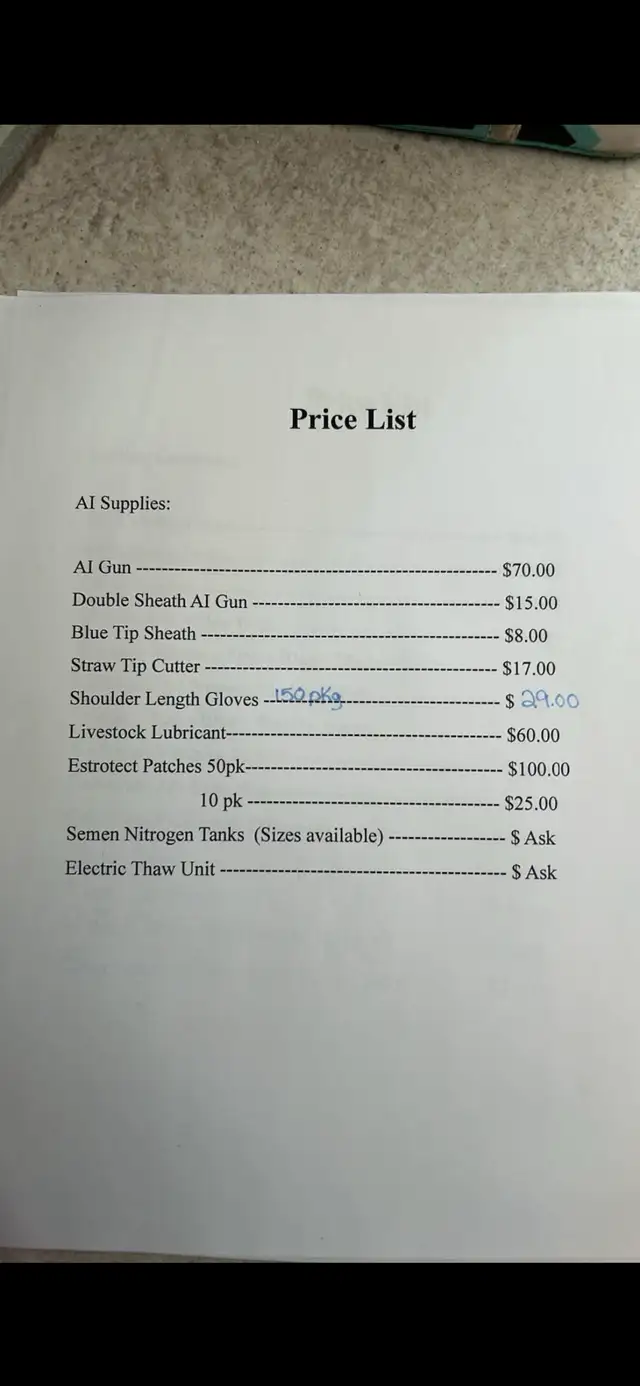 Price List
AI Supplies:
AI Gun -------------------------------------------------------- $70.00
Double Sheath AI Gun --------------------------------------- $15.00
Blue Tip Sheath ----------------------------------------------- $8.00
Straw Tip Cutter ---------------------------------------------- $17.00
Shoulder Length Gloves --150 pkg------------------------- $ 29.00
Livestock Lubricant------------------------------------------- $60.00
Estrotect Patches 50pk---------------------------------------- $100.00
10 pk ---------------------------------------- $25.00
Semen Nitrogen Tanks (Sizes available) ------------------ $ Ask
Electric Thaw Unit --------------------------------------------- $ Ask